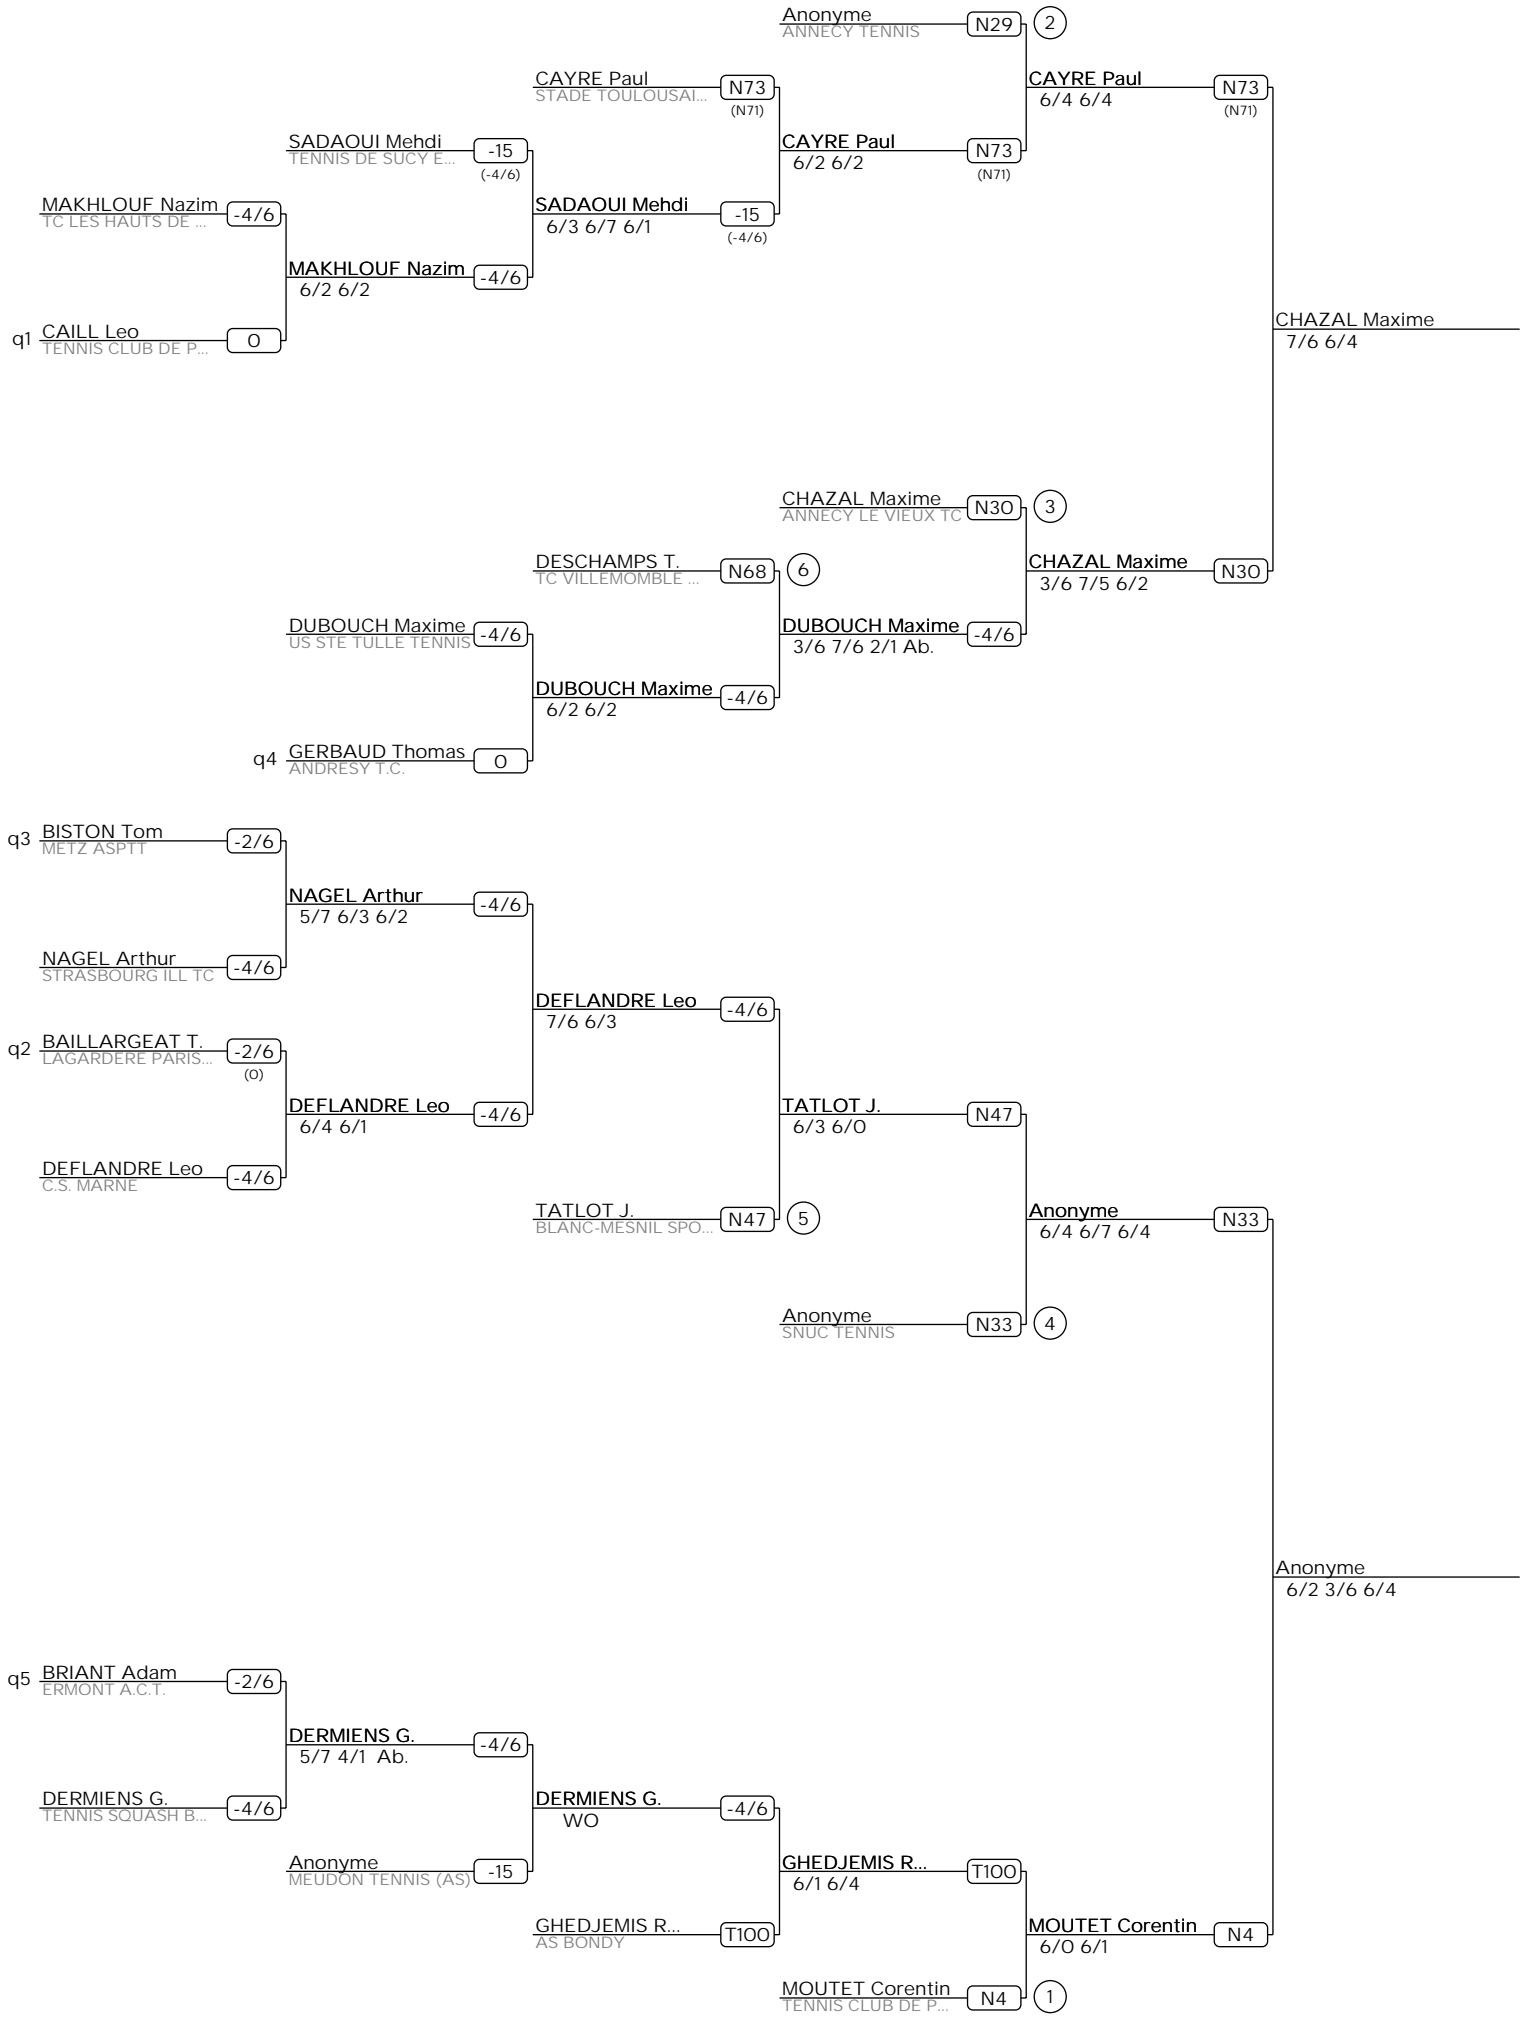 Anonyme
ANNECY TENNIS
N29
2
CAYRE Paul
STADE TOULOUSAI...
N73
(N71)
CAYRE Paul
6/4 6/4
N73
(N71)
SADAOUI Mehdi
TENNIS DE SUCY E...
-15
(-4/6)
CAYRE Paul
6/2 6/2
N73
(N71)
MAKHLOUF Nazim
TC LES HAUTS DE ...
-4/6
SADAOUI Mehdi
6/3 6/7 6/1
-15
(-4/6)
MAKHLOUF Nazim
6/2 6/2
-4/6
q1
CAILL Leo
TENNIS CLUB DE P...
0
CHAZAL Maxime
7/6 6/4
CHAZAL Maxime
ANNECY LE VIEUX TC
N30
3
DESCHAMPS T.
TC VILLEMOMBLE ...
N68
6
CHAZAL Maxime
3/6 7/5 6/2
N30
DUBOUCH Maxime
US STE TULLE TENNIS
-4/6
DUBOUCH Maxime
3/6 7/6 2/1 Ab.
-4/6
DUBOUCH Maxime
6/2 6/2
-4/6
q4
GERBAUD Thomas
ANDRESY T.C.
0
q3
BISTON Tom
METZ ASPTT
-2/6
NAGEL Arthur
5/7 6/3 6/2
-4/6
NAGEL Arthur
STRASBOURG ILL TC
-4/6
DEFLANDRE Leo
7/6 6/3
-4/6
q2
BAILLARGEAT T.
LAGARDERE PARIS...
-2/6
(0)
DEFLANDRE Leo
6/4 6/1
-4/6
TATLOT J.
6/3 6/0
N47
DEFLANDRE Leo
C.S. MARNE
-4/6
TATLOT J.
BLANC-MESNIL SPO...
N47
5
Anonyme
6/4 6/7 6/4
N33
Anonyme
SNUC TENNIS
N33
4
Anonyme
6/2 3/6 6/4
q5
BRIANT Adam
ERMONT A.C.T.
-2/6
DERMIENS G.
5/7 4/1 Ab.
-4/6
DERMIENS G.
TENNIS SQUASH B...
-4/6
DERMIENS G.
WO
-4/6
Anonyme
MEUDON TENNIS (AS)
-15
GHEDJEMIS R...
6/1 6/4
T100
GHEDJEMIS R...
AS BONDY
T100
MOUTET Corentin
6/0 6/1
N4
MOUTET Corentin
TENNIS CLUB DE P...
N4
1